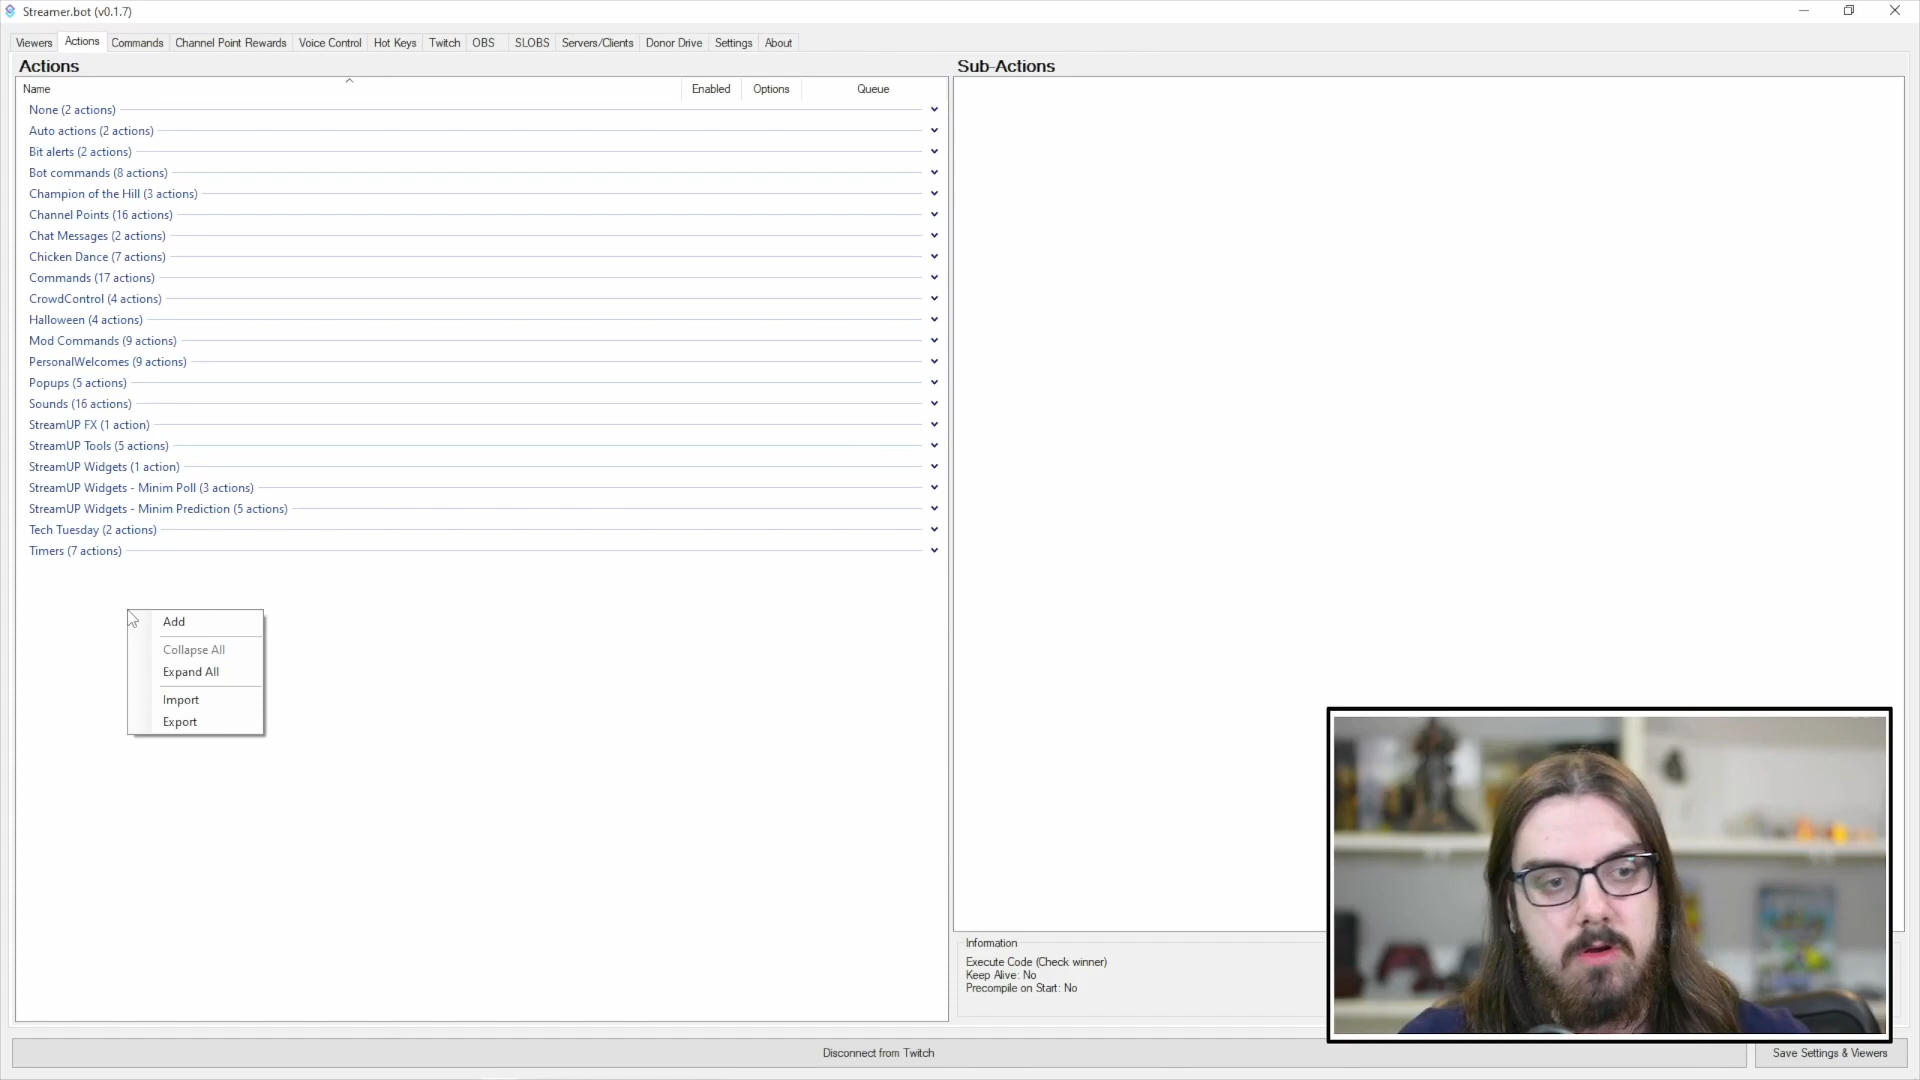 Streamer.bot (v0.1.7)
Viewers Actions Commands Channel Point Rewards Voice Control Hot Keys Twitch OBS SLOBS Servers/Clients Donor Drive Settings About
Actions
Name Enabled Options Queue
None (2 actions)
Auto actions (2 actions)
Bit alerts (2 actions)
Bot commands (8 actions)
Champion of the Hill (3 actions)
Channel Points (16 actions)
Chat Messages (2 actions)
Chicken Dance (7 actions)
Commands (17 actions)
CrowdControl (4 actions)
Halloween (4 actions)
Mod Commands (9 actions)
PersonalWelcomes (9 actions)
Popups (5 actions)
Sounds (16 actions)
StreamUP FX (1 action)
StreamUP Tools (5 actions)
StreamUP Widgets (1 action)
StreamUP Widgets - Minim Poll (3 actions)
StreamUP Widgets - Minim Prediction (5 actions)
Tech Tuesday (2 actions)
Timers (7 actions)
Add
Collapse All
Expand All
Import
Export
Sub-Actions
Information
Execute Code (Check winner)
Keep Alive: No
Precompile on Start: No
Disconnect from Twitch
Save Settings & Viewers